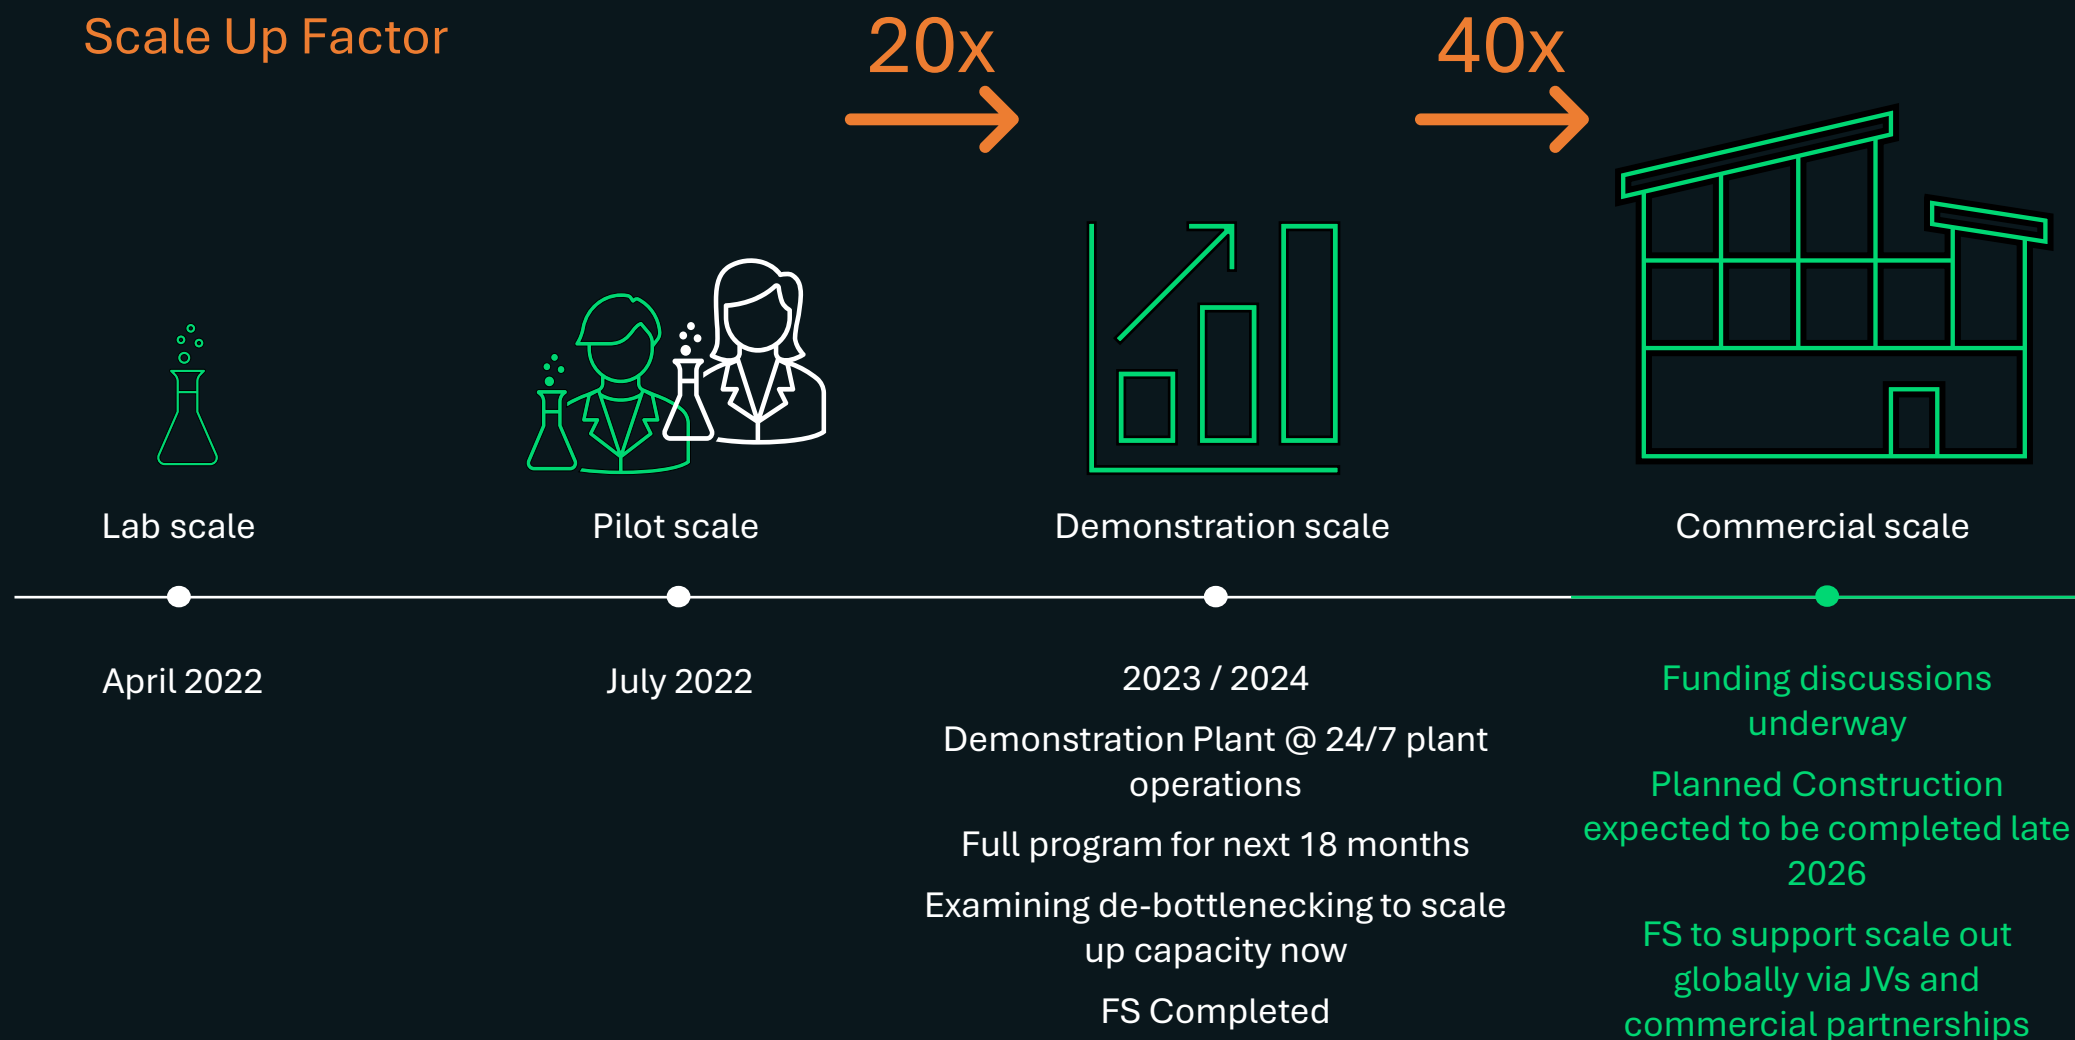 Scale Up Factor
20x
40x
Lab scale
Pilot scale
Demonstration scale
Commercial scale
April 2022
July 2022
2023 / 2024
Demonstration Plant @ 24/7 plant
operations
Full program for next 18 months
Examining de-bottlenecking to scale
up capacity now
FS Completed
Funding discussions
underway
Planned Construction
expected to be completed late
2026
FS to support scale out
globally via JVs and
commercial partnerships